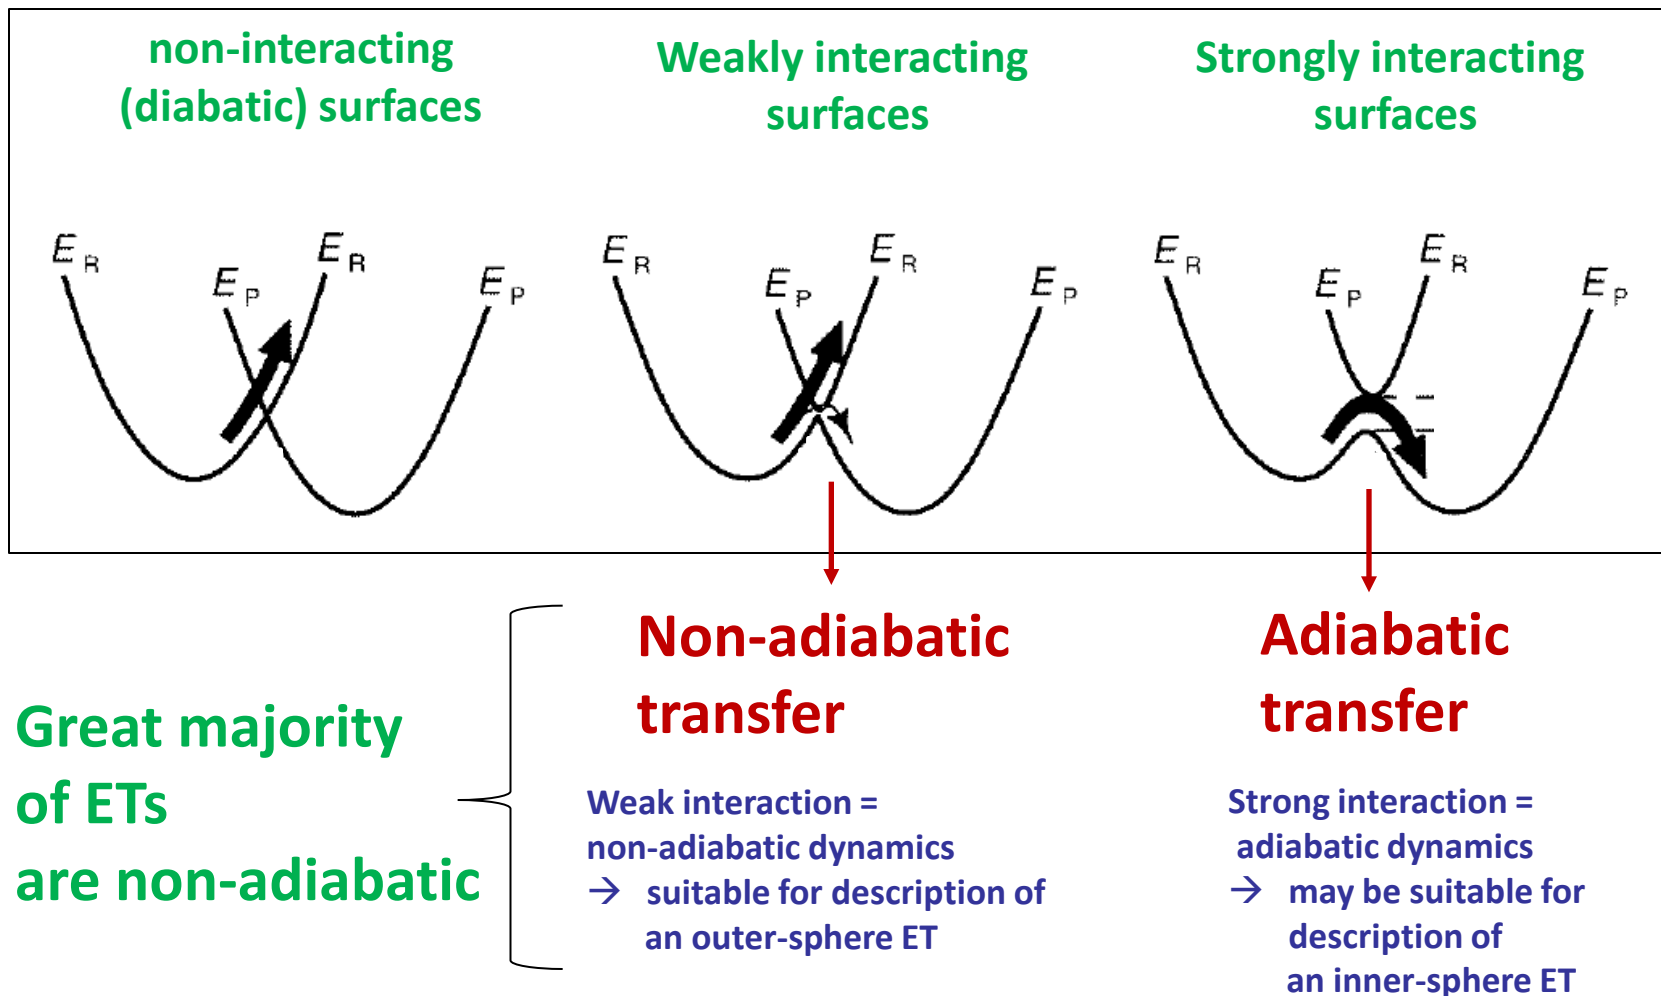 non-interacting
(diabatic) surfaces
Weakly interacting
surfaces
Strongly interacting
surfaces
E R
E P
E R
E P
E R
E P
E R
E P
E R
E P
E R
E P
Great majority
of ETs
are non-adiabatic
Non-adiabatic
transfer
Weak interaction =
non-adiabatic dynamics
→ suitable for description of
an outer-sphere ET
Adiabatic
transfer
Strong interaction =
adiabatic dynamics
→ may be suitable for
description of
an inner-sphere ET